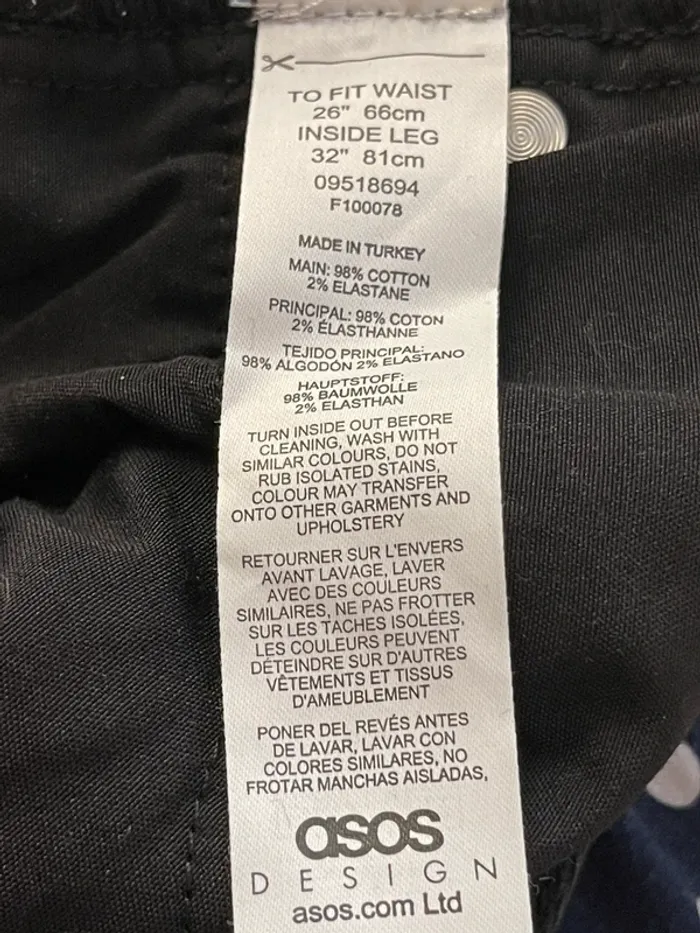 TO FIT WAIST
26" 66cm
INSIDE LEG
32" 81cm
09518694
F100078
MADE IN TURKEY
MAIN: 98% COTTON
2% ELASTANE
PRINCIPAL: 98% COTON
2% ÉLASTHANNE
TEJIDO PRINCIPAL:
98% ALGODÓN 2% ELASTANO
HAUPTSTOFF:
98% BAUMWOLLE
2% ELASTHAN
TURN INSIDE OUT BEFORE
CLEANING, WASH WITH
SIMILAR COLOURS, DO NOT
RUB ISOLATED STAINS,
COLOUR MAY TRANSFER
ONTO OTHER GARMENTS AND
UPHOLSTERY
RETOURNER SUR L'ENVERS
AVANT LAVAGE, LAVER
AVEC DES COULEURS
SIMILAIRES, NE PAS FROTTER
SUR LES TACHES ISOLÉES,
LES COULEURS PEUVENT
DÉTEINDRE SUR D'AUTRES
VÊTEMENTS ET TISSUS
D'AMEUBLEMENT
PONER DEL REVÉS ANTES
DE LAVAR, LAVAR CON
COLORES SIMILARES, NO
FROTAR MANCHAS AISLADAS,
asos
DESIGN
asos.com Ltd